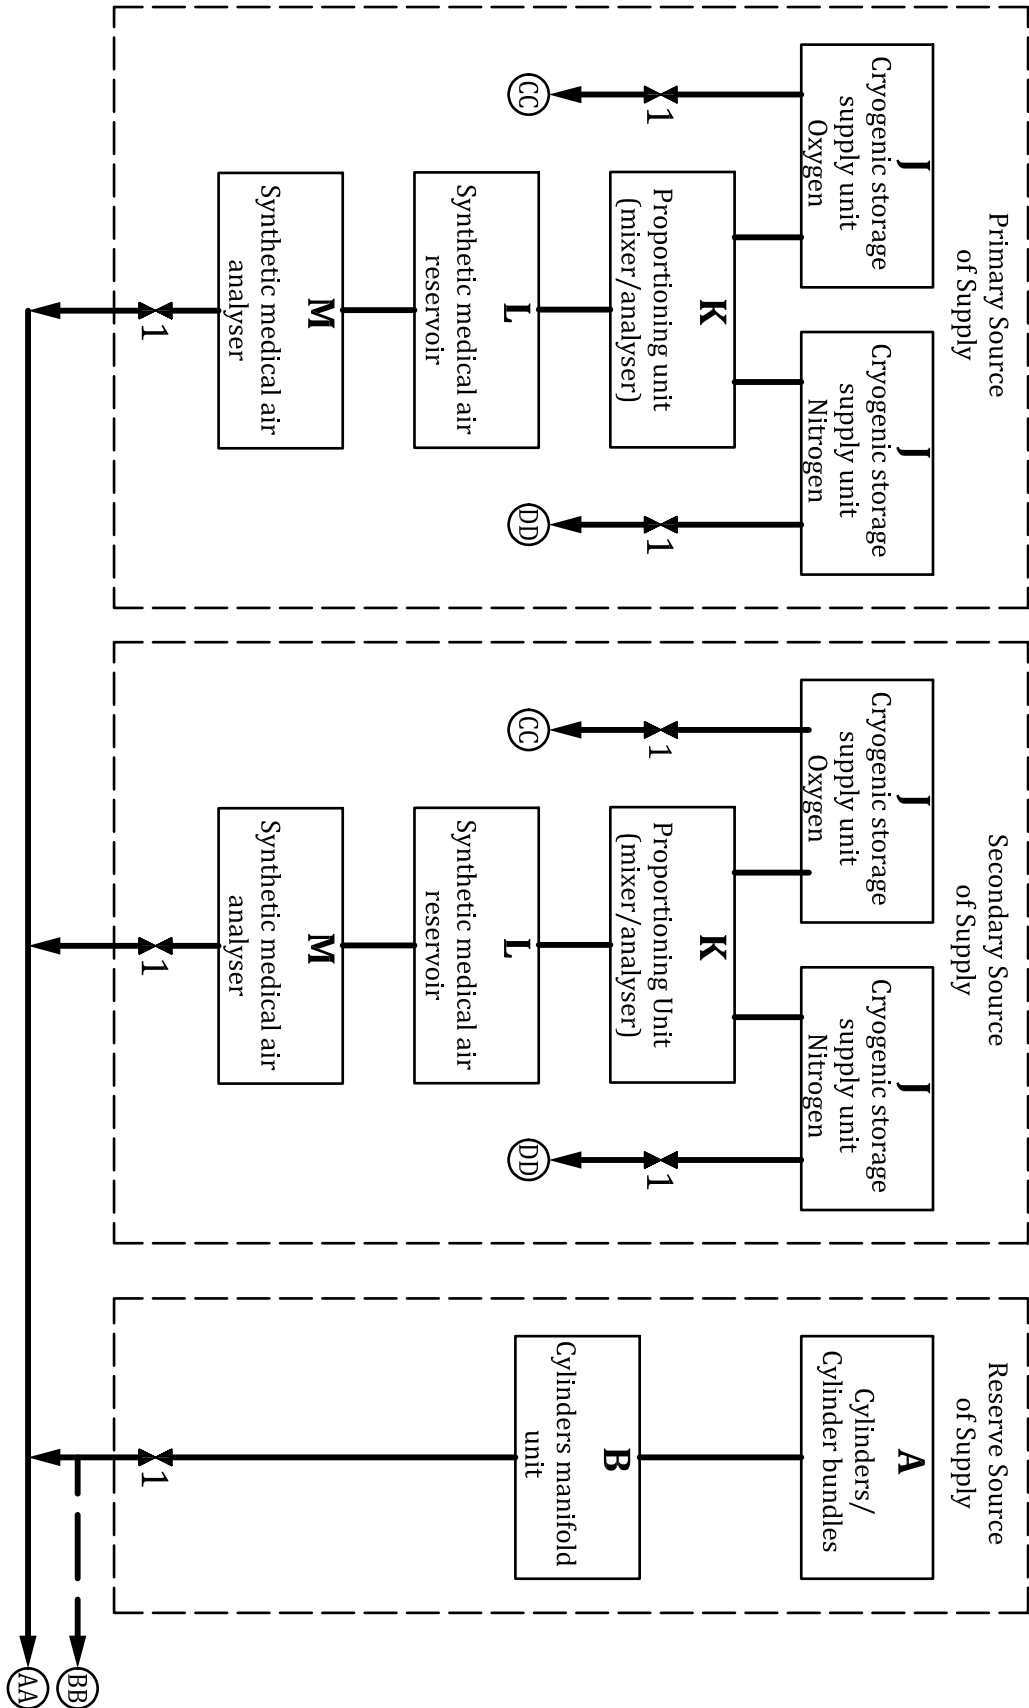 Primary Source
of Supply
J
Cryogenic storage
supply unit
Oxygen
J
Cryogenic storage
supply unit
Nitrogen
1
1
K
Proportioning unit
(mixer/analyser)
CC
DD
L
Synthetic medical air
reservoir
M
Synthetic medical air
analyser
1
Secondary Source
of Supply
J
Cryogenic storage
supply unit
Oxygen
J
Cryogenic storage
supply unit
Nitrogen
1
1
K
Proportioning Unit
(mixer/analyser)
CC
DD
L
Synthetic medical air
reservoir
M
Synthetic medical air
analyser
1
Reserve Source
of Supply
A
Cylinders/
Cylinder bundles
B
Cylinders manifold
unit
1
BB
AA